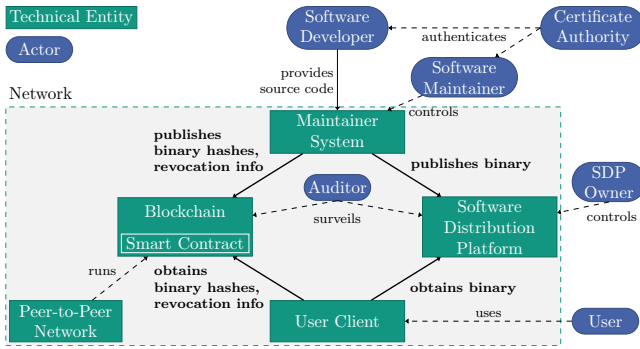 Technical Entity
Actor
Software
Developer
Certificate
Authority
authenticates
provides
source code
Software
Maintainer
controls
Network
Maintainer
System
publishes
binary hashes,
revocation info
publishes binary
Auditor
surveils
SDP
Owner
controls
Blockchain
Smart Contract
Software
Distribution
Platform
runs
obtains
binary hashes,
revocation info
obtains binary
Peer-to-Peer
Network
User Client
uses
User